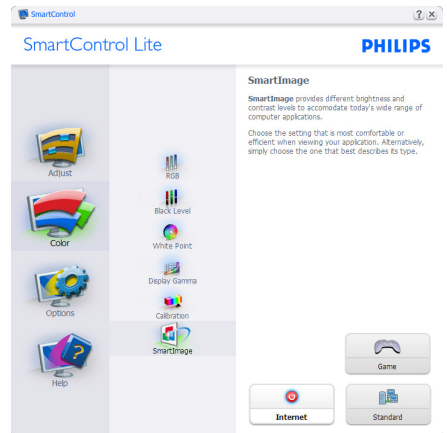 SmartControl
SmartControl Lite
PHILIPS
Adjust
Color
Options
Help
RGB
Black Level
White Point
Display Gamma
Calibration
SmartImage
SmartImage
SmartImage provides different brightness and
contrast levels to accomodate today's wide range of
computer applications.
Choose the setting that is most comfortable or
efficient when viewing your application. Alternatively,
simply choose the one that best describes its type.
Game
Internet
Standard